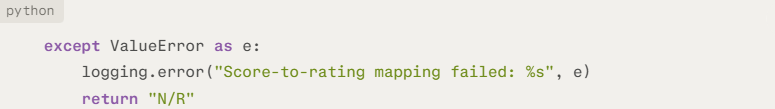 python
except ValueError as e:
logging.error("Score-to-rating mapping failed: %s", e)
return "N/R"